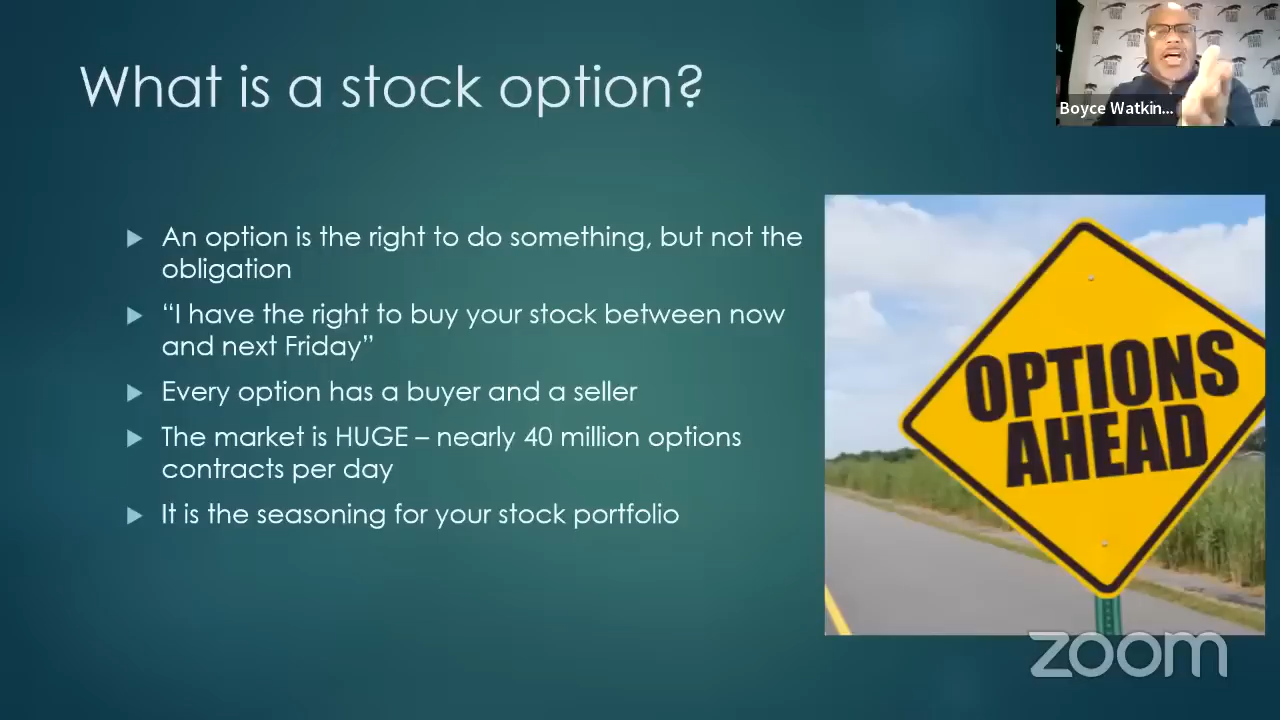 What is a stock option?
Boyce Watkin...
An option is the right to do something, but not the
obligation
“I have the right to buy your stock between now
and next Friday”
Every option has a buyer and a seller
The market is HUGE – nearly 40 million options
contracts per day
It is the seasoning for your stock portfolio
OPTIONS
AHEAD
zoom